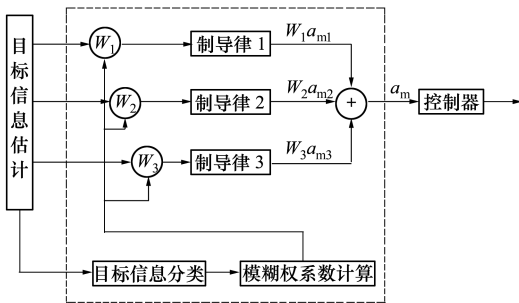 目标信息估计
W1
制导律 1
W1am1
W2
制导律 2
W2am2
+
am
控制器
W3
制导律 3
W3am3
目标信息分类
模糊权系数计算